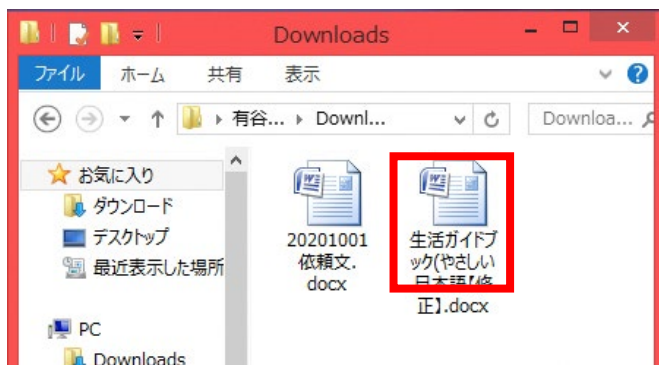 Downloads
ファイル ホーム 共有 表示
有谷... Downl... Downloa...
お気に入り
ダウンロード
デスクトップ
最近表示した場所
PC
Downloads
20201001
依頼文.
docx
生活ガイドブ
ック(やさしい
日本語【修
正】.docx